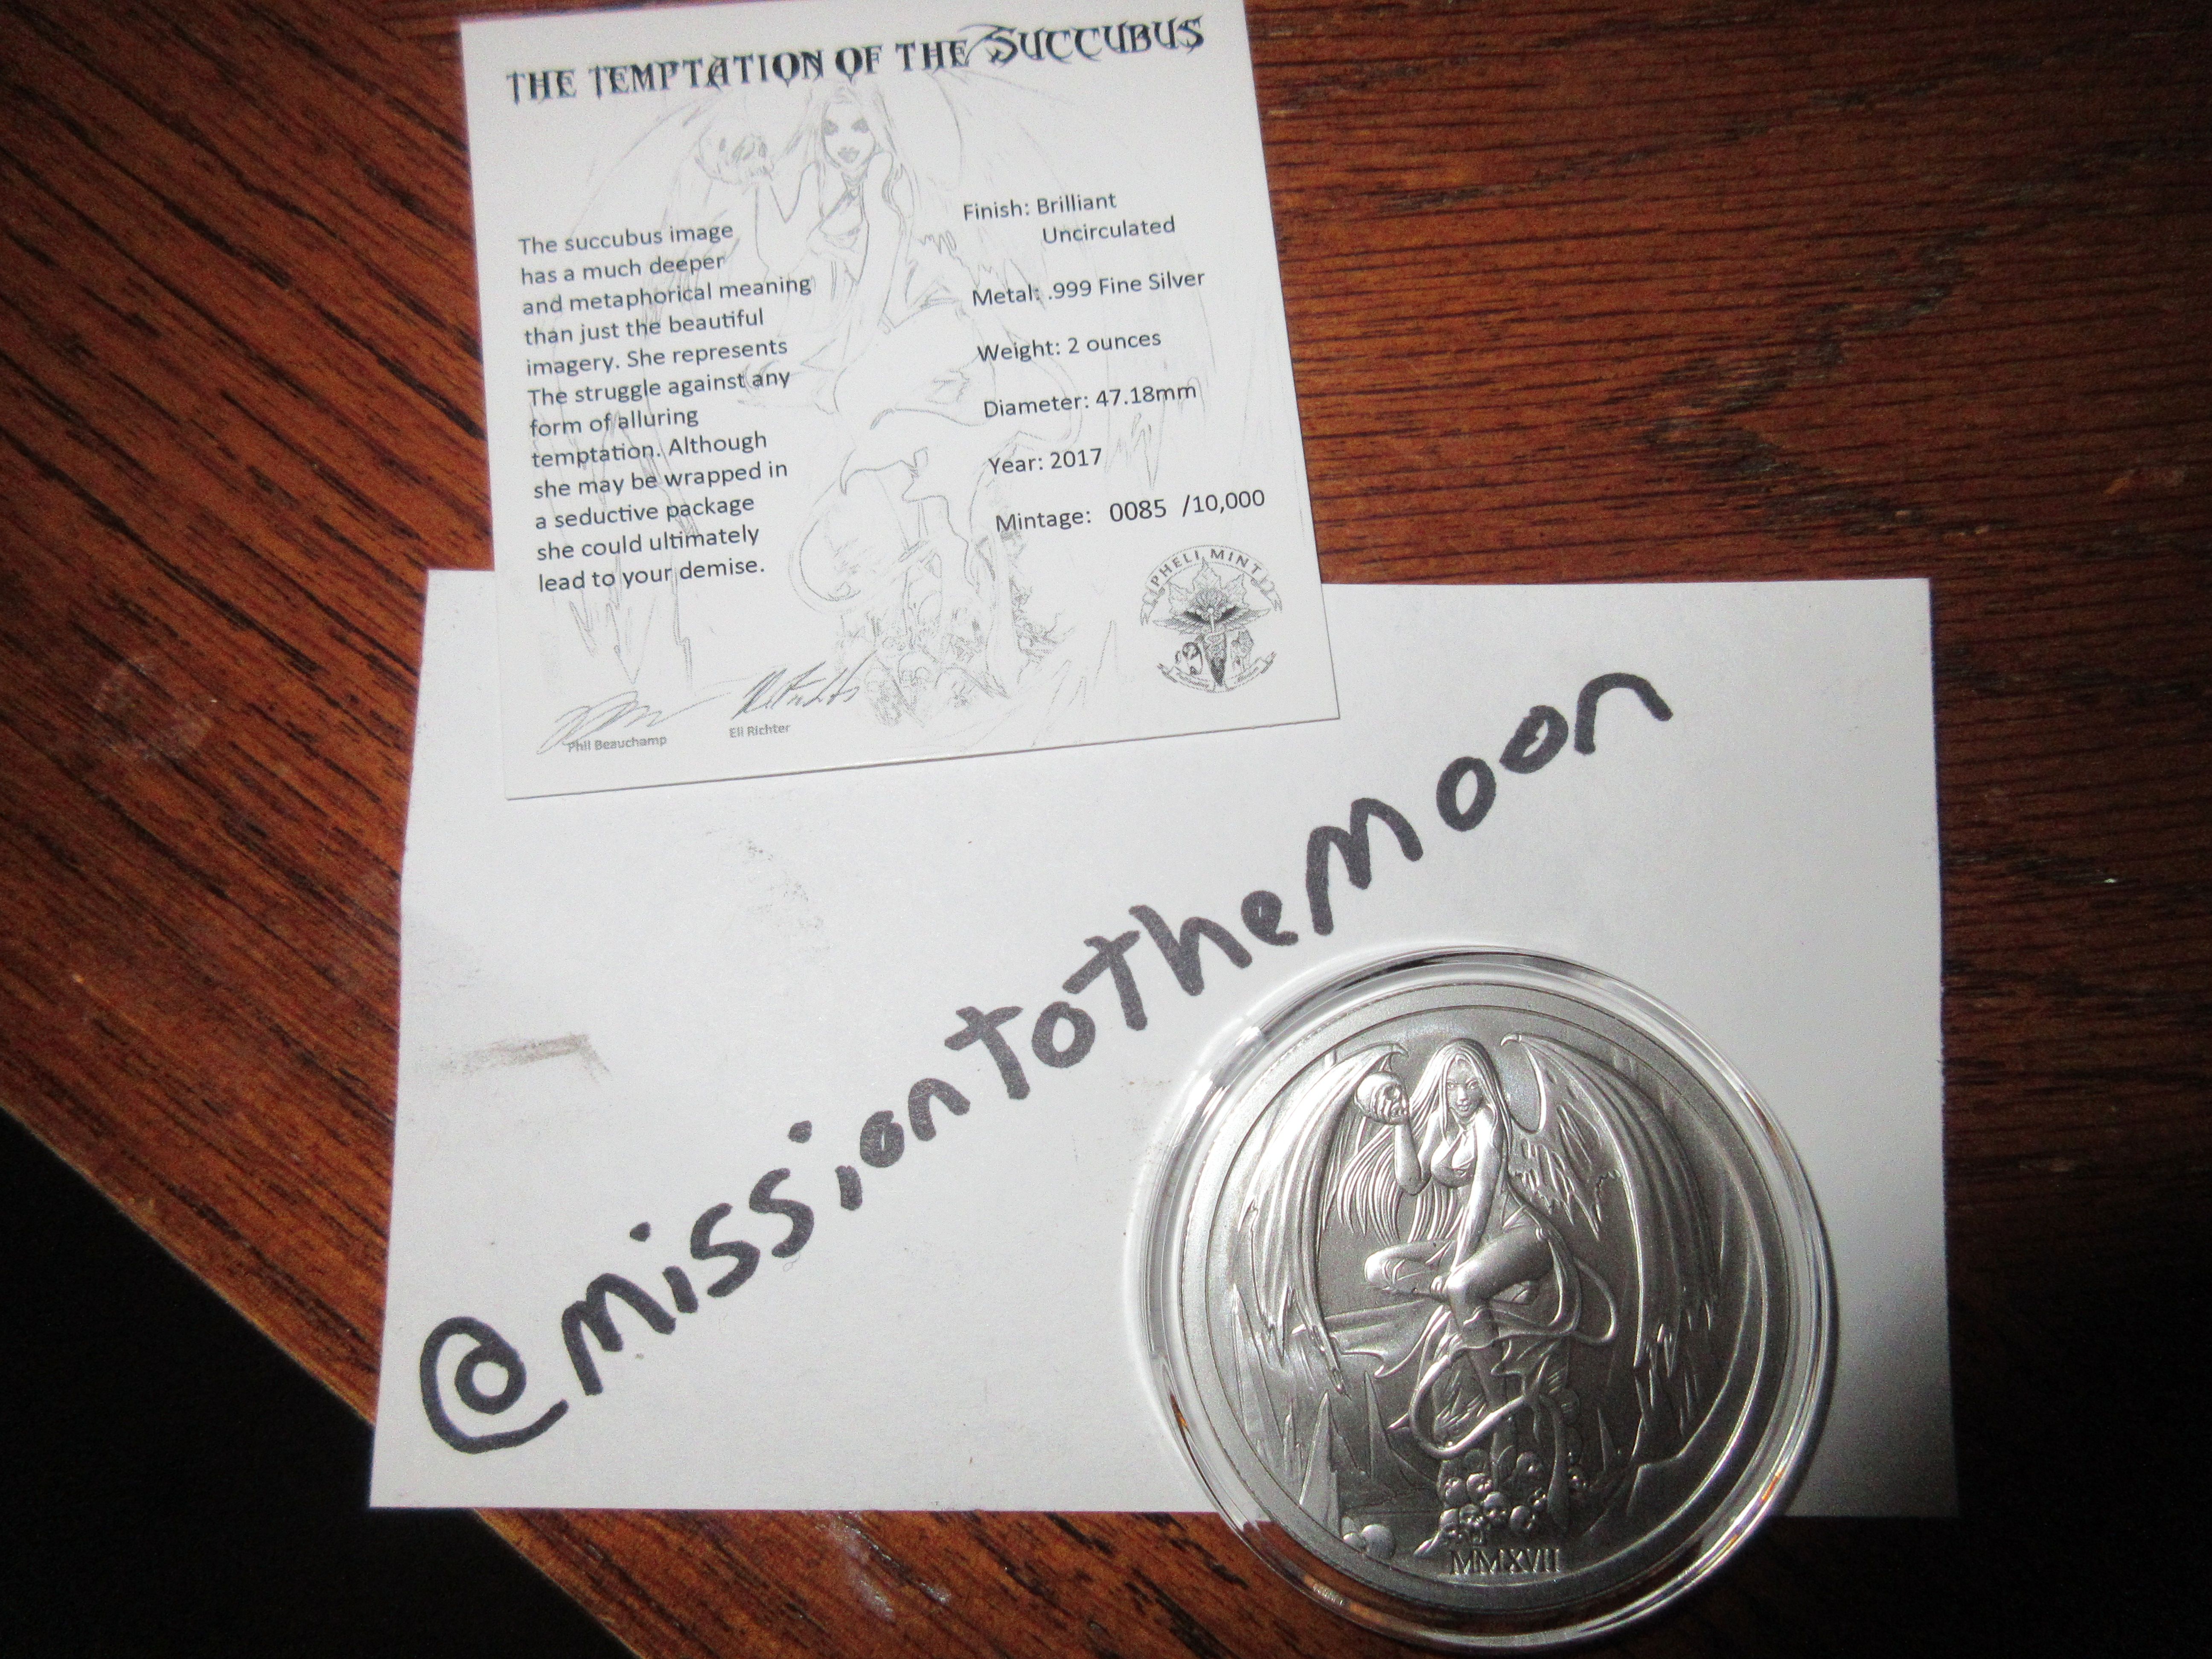 THE TEMPTATION OF THE SUCCUBUS
The succubus image
has a much deeper
and metaphorical meaning
than just the beautiful
imagery. She represents
The struggle against any
form of alluring
temptation. Although
she may be wrapped in
a seductive package
she could ultimately
lead to your demise.
Finish: Brilliant
Uncirculated
Metal: .999 Fine Silver
Weight: 2 ounces
Diameter: 47.18mm
Year: 2017
Mintage: 0085 /10,000
PHELI MINT
Phil Beauchamp
Eli Richter
@missiontothemoon
MMXVII